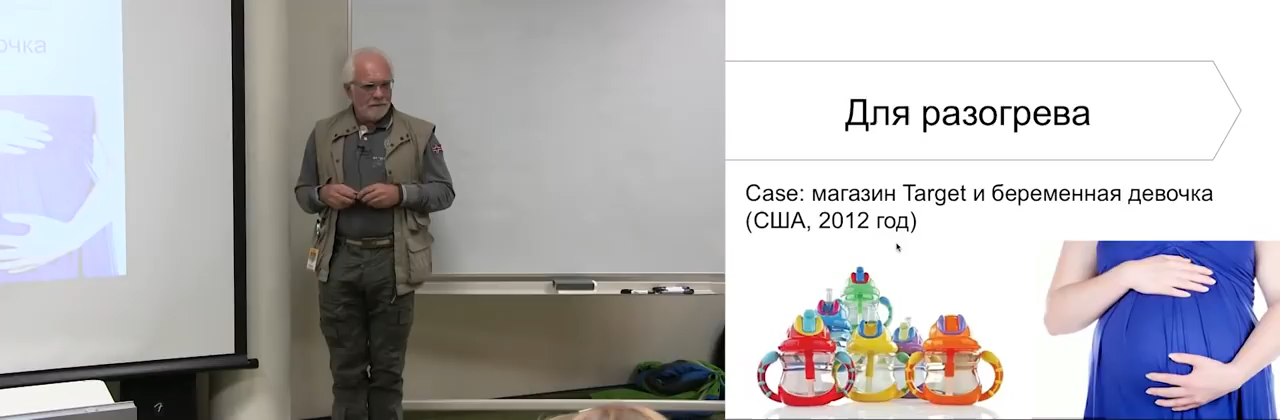 очка
Для разогрева
Case: магазин Target и беременная девочка
(США, 2012 год)